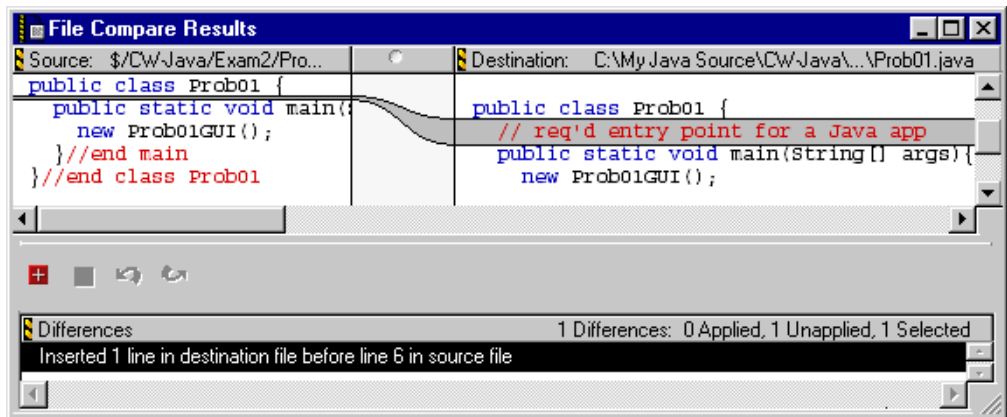 File Compare Results
Source: $/CW-Java/Exam2/Pro...
Destination: C:\My Java Source\CW-Java\...\Prob01.java
public class Prob01 {
public static void main(
new Prob01GUI();
}//end main
}//end class Prob01
public class Prob01 {
// req'd entry point for a Java app
public static void main(String[] args){
new Prob01GUI();
Differences
1 Differences: 0 Applied, 1 Unapplied, 1 Selected
Inserted 1 line in destination file before line 6 in source file